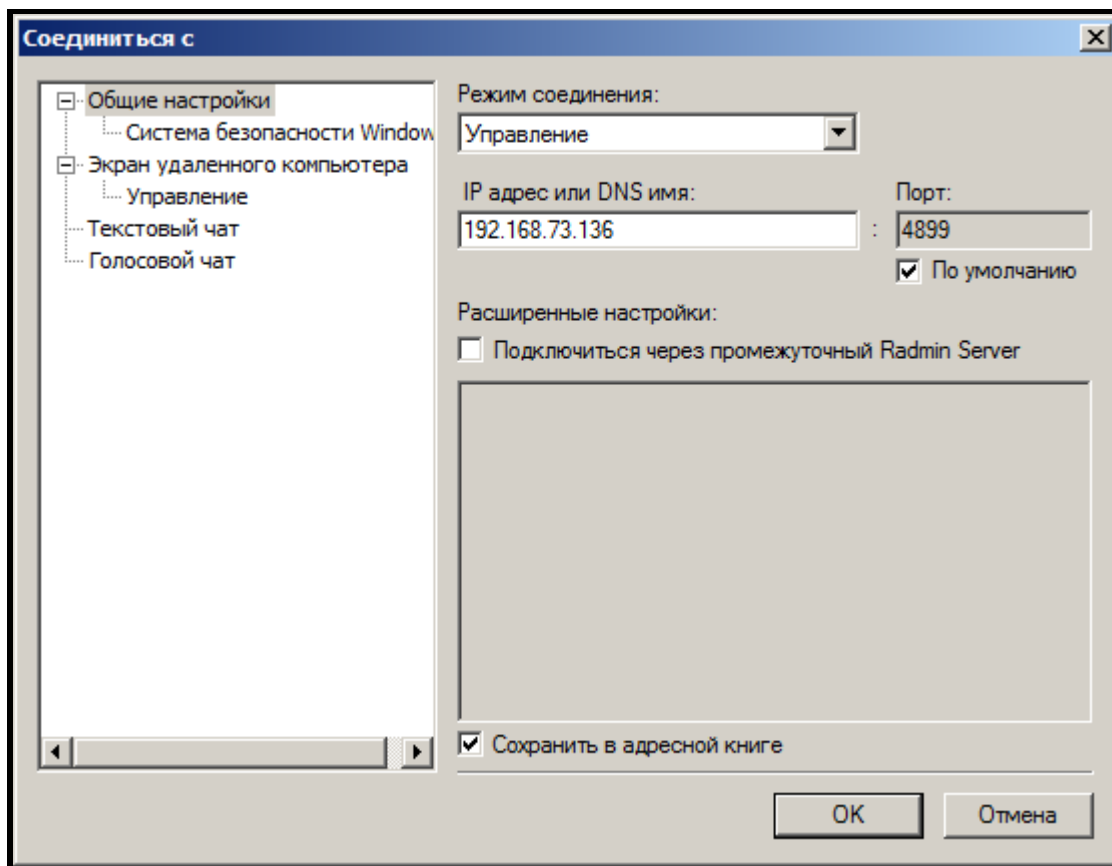 Соединиться с
Общие настройки
Система безопасности Window
Экран удаленного компьютера
Управление
Текстовый чат
Голосовой чат
Режим соединения:
Управление
IP адрес или DNS имя:
Порт:
192.168.73.136 : 4899
По умолчанию
Расширенные настройки:
Подключиться через промежуточный Radmin Server
Сохранить в адресной книге
OK
Отмена